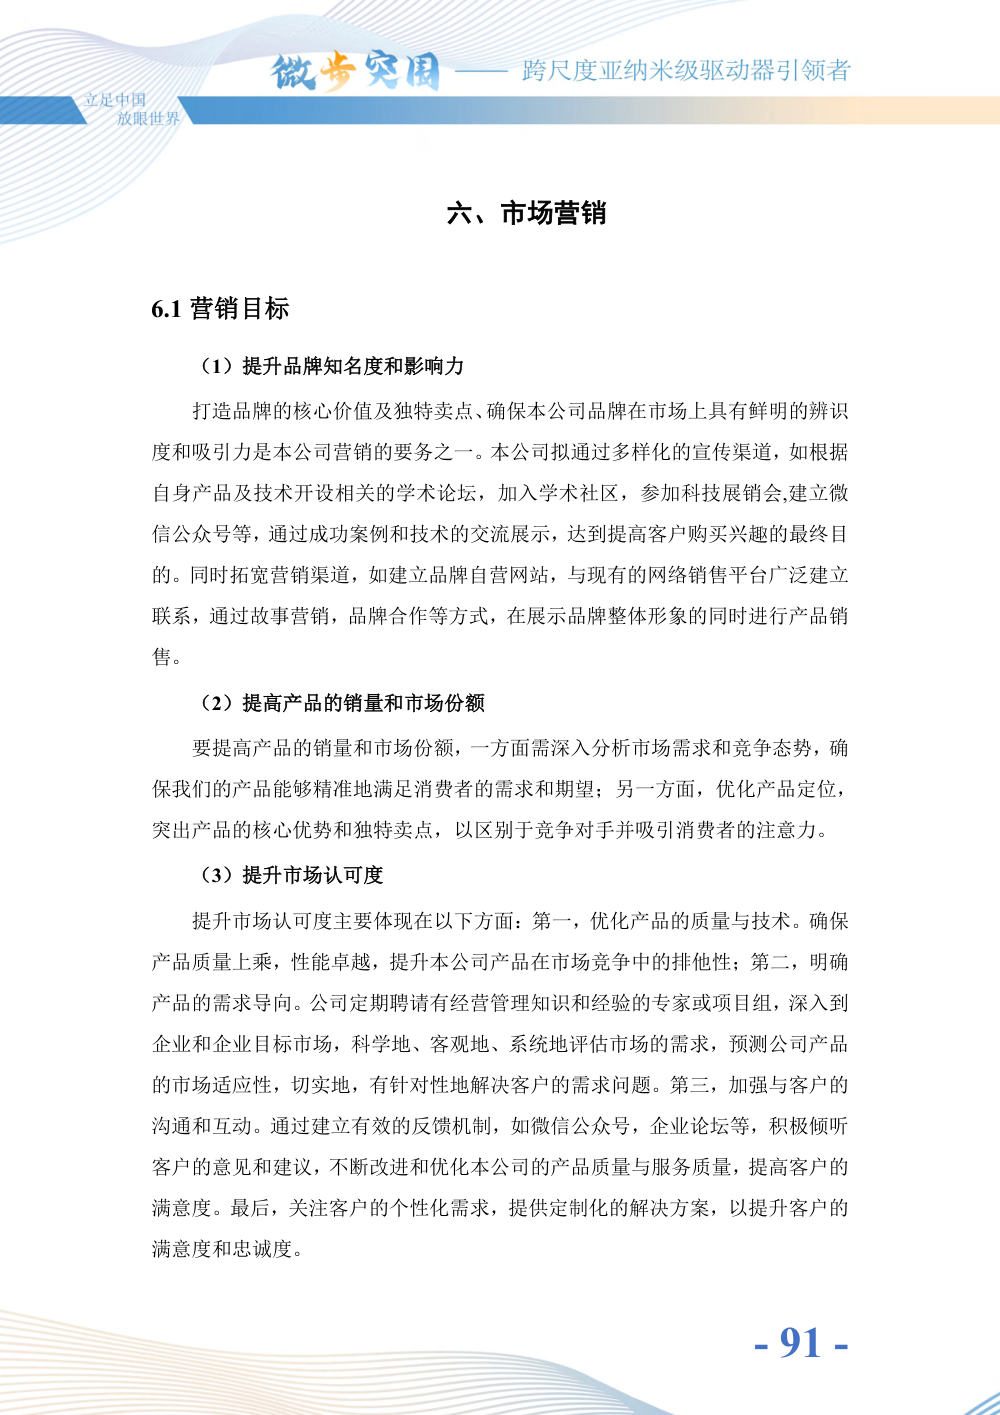 微步突围 —— 跨尺度亚纳米级驱动器引领者
立足中国
放眼世界
六、市场营销
6.1 营销目标
（1）提升品牌知名度和影响力
打造品牌的核心价值及独特卖点、确保本公司品牌在市场上具有鲜明的辨识
度和吸引力是本公司营销的要务之一。本公司拟通过多样化的宣传渠道，如根据
自身产品及技术开设相关的学术论坛，加入学术社区，参加科技展销会,建立微
信公众号等，通过成功案例和技术的交流展示，达到提高客户购买兴趣的最终目
的。同时拓宽营销渠道，如建立品牌自营网站，与现有的网络销售平台广泛建立
联系，通过故事营销，品牌合作等方式，在展示品牌整体形象的同时进行产品销
售。
（2）提高产品的销量和市场份额
要提高产品的销量和市场份额，一方面需深入分析市场需求和竞争态势，确
保我们的产品能够精准地满足消费者的需求和期望；另一方面，优化产品定位，
突出产品的核心优势和独特卖点，以区别于竞争对手并吸引消费者的注意力。
（3）提升市场认可度
提升市场认可度主要体现在以下方面：第一，优化产品的质量与技术。确保
产品质量上乘，性能卓越，提升本公司产品在市场竞争中的排他性；第二，明确
产品的需求导向。公司定期聘请有经营管理知识和经验的专家或项目组，深入到
企业和企业目标市场，科学地、客观地、系统地评估市场的需求，预测公司产品
的市场适应性，切实地，有针对性地解决客户的需求问题。第三，加强与客户的
沟通和互动。通过建立有效的反馈机制，如微信公众号，企业论坛等，积极倾听
客户的意见和建议，不断改进和优化本公司的产品质量与服务质量，提高客户的
满意度。最后，关注客户的个性化需求，提供定制化的解决方案，以提升客户的
满意度和忠诚度。
- 91 -